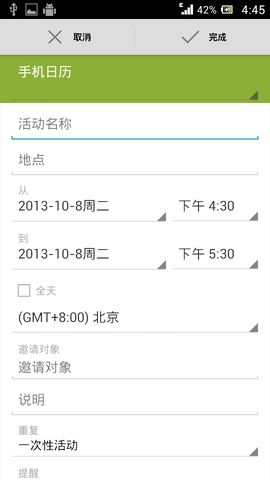 E 42% 4:45
取消 完成
手机日历
活动名称
地点
从
2013-10-8周二 下午 4:30
到
2013-10-8周二 下午 5:30
全天
(GMT+8:00) 北京
邀请对象
邀请对象
说明
重复
一次性活动
提醒